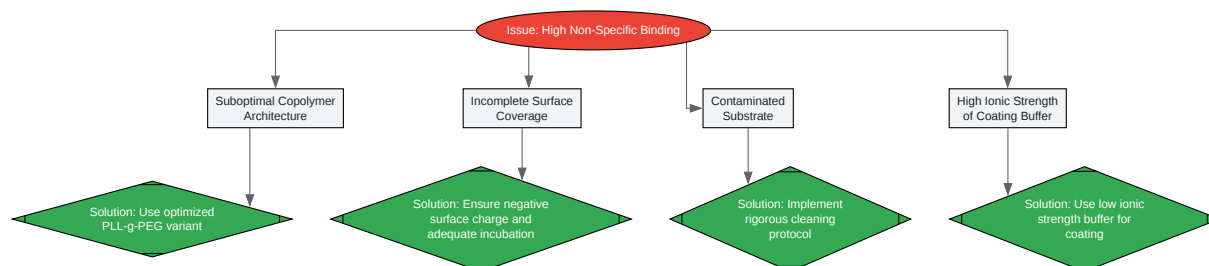 Issue: High Non-Specific Binding
Suboptimal Copolymer
Architecture
Incomplete Surface
Coverage
Contaminated
Substrate
High Ionic Strength
of Coating Buffer
Solution: Use optimized
PLL-g-PEG variant
Solution: Ensure negative
surface charge and
adequate incubation
Solution: Implement
rigorous cleaning
protocol
Solution: Use low ionic
strength buffer for
coating